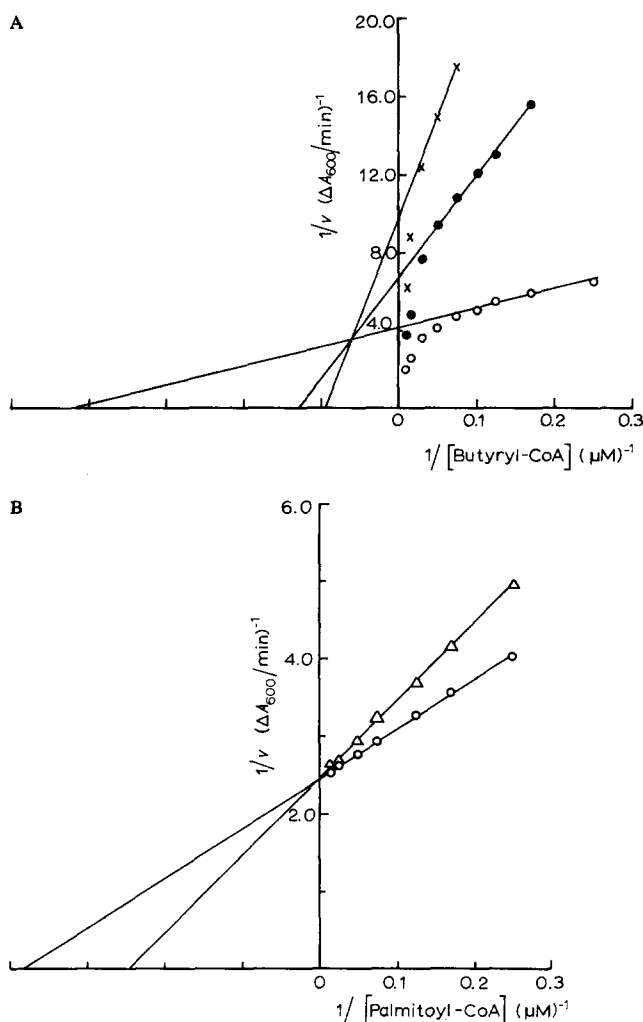 A
20.0
16.0
12.0
8.0
4.0
1/v (ΔA600/min)⁻¹
0 0.1 0.2 0.3
1/[Butyryl-CoA] (μM)⁻¹
B
6.0
4.0
2.0
1/v (ΔA600/min)⁻¹
0 0.1 0.2 0.3
1/[Palmitoyl-CoA] (μM)⁻¹